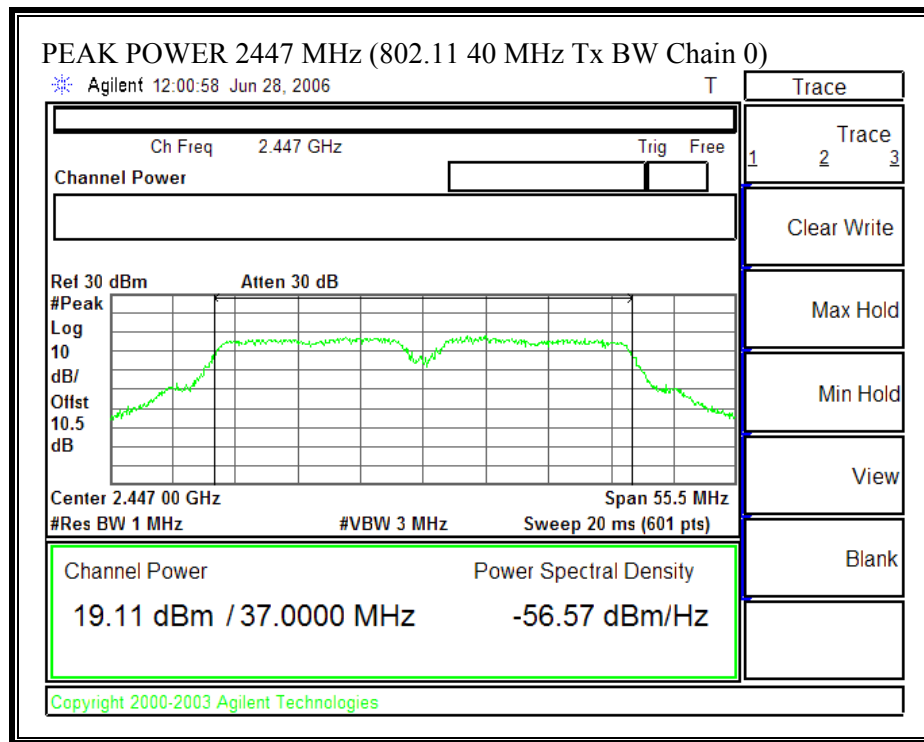 PEAK POWER 2447 MHz (802.11 40 MHz Tx BW Chain 0)
Agilent 12:00:58 Jun 28, 2006 T
Trace
Ch Freq 2.447 GHz Trig Free
Channel Power
Trace
1 2 3
Clear Write
Max Hold
Min Hold
View
Blank
Ref 30 dBm Atten 30 dB
#Peak
Log
10
dB/
Offst
10.5
dB
Center 2.447 00 GHz Span 55.5 MHz
#Res BW 1 MHz #VBW 3 MHz Sweep 20 ms (601 pts)
Channel Power Power Spectral Density
19.11 dBm / 37.0000 MHz -56.57 dBm/Hz
Copyright 2000-2003 Agilent Technologies